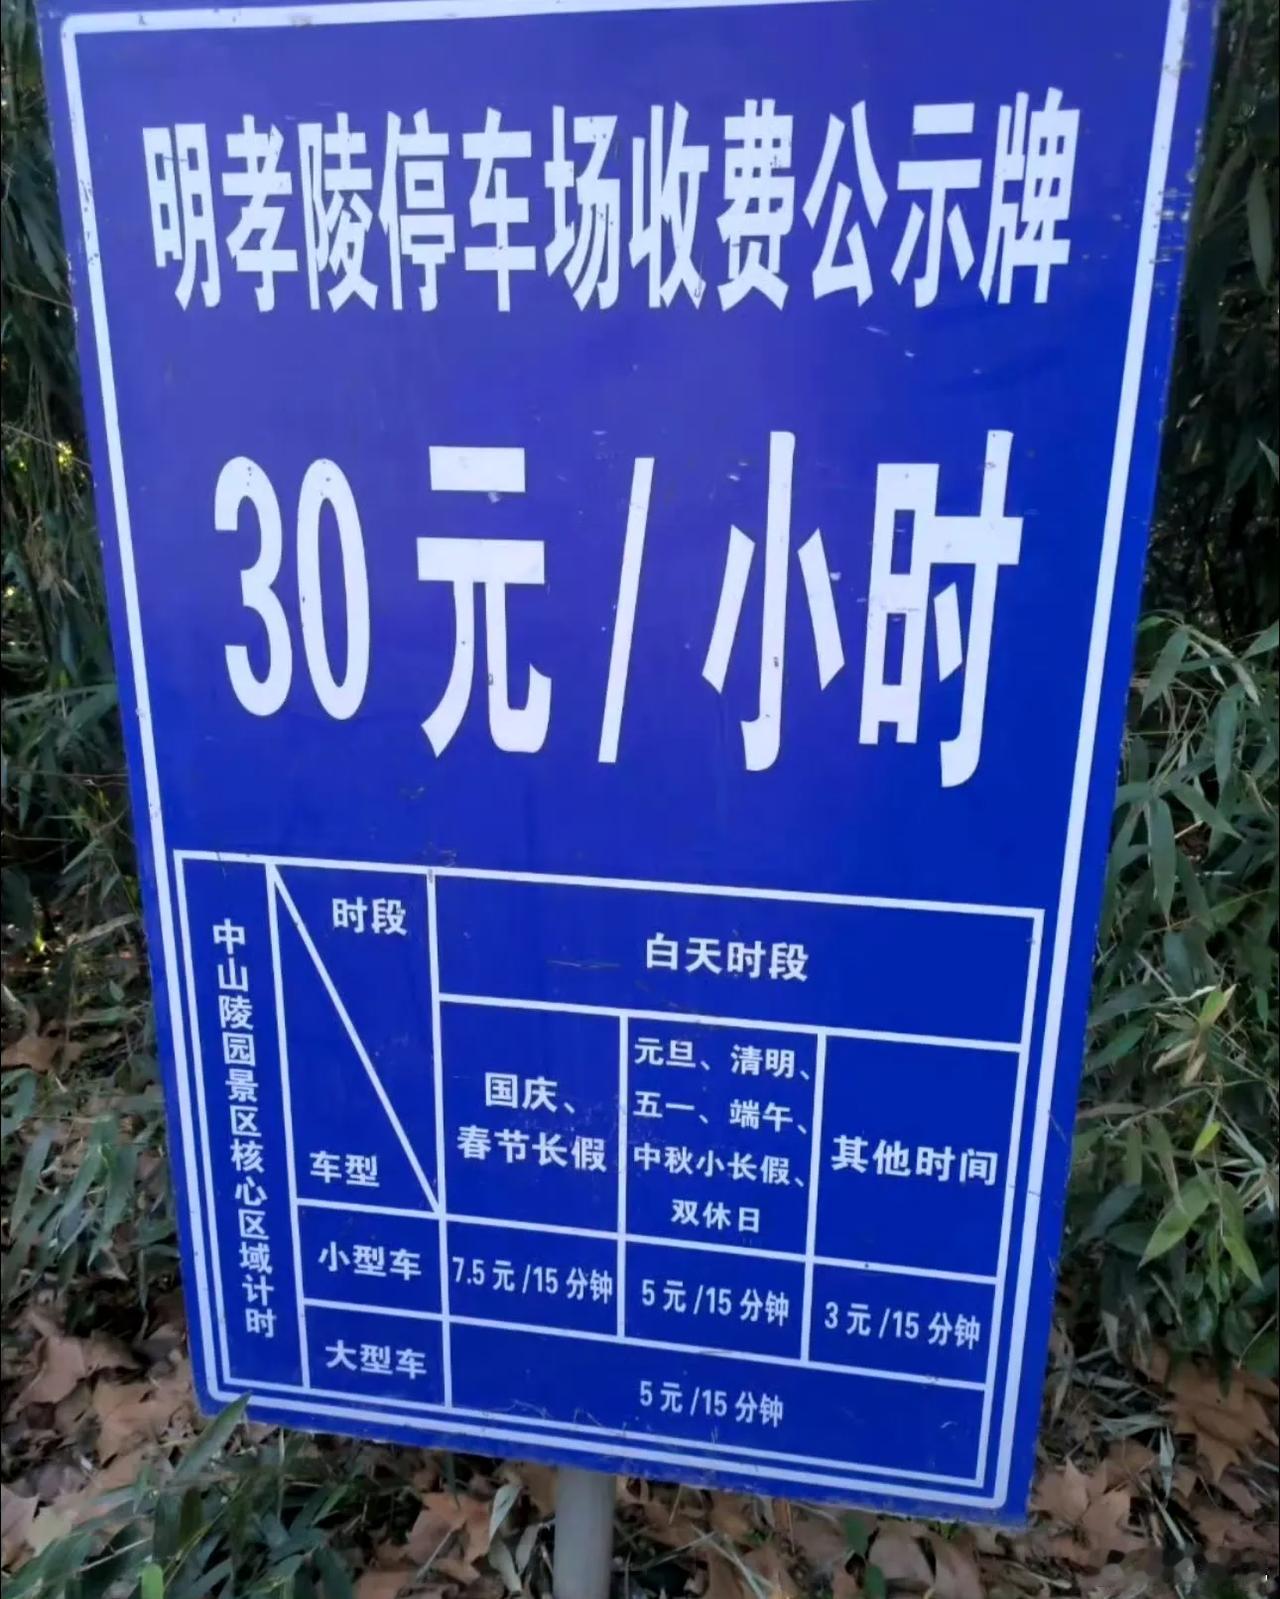 明孝陵停车场收费公示牌
30元/小时
中山陵园景区核心区域计时
时段
车型
白天时段
国庆、
春节长假
元旦、清明、
五一、端午、
中秋小长假、
双休日
其他时间
小型车
7.5元/15分钟
5元/15分钟
3元/15分钟
大型车
5元/15分钟